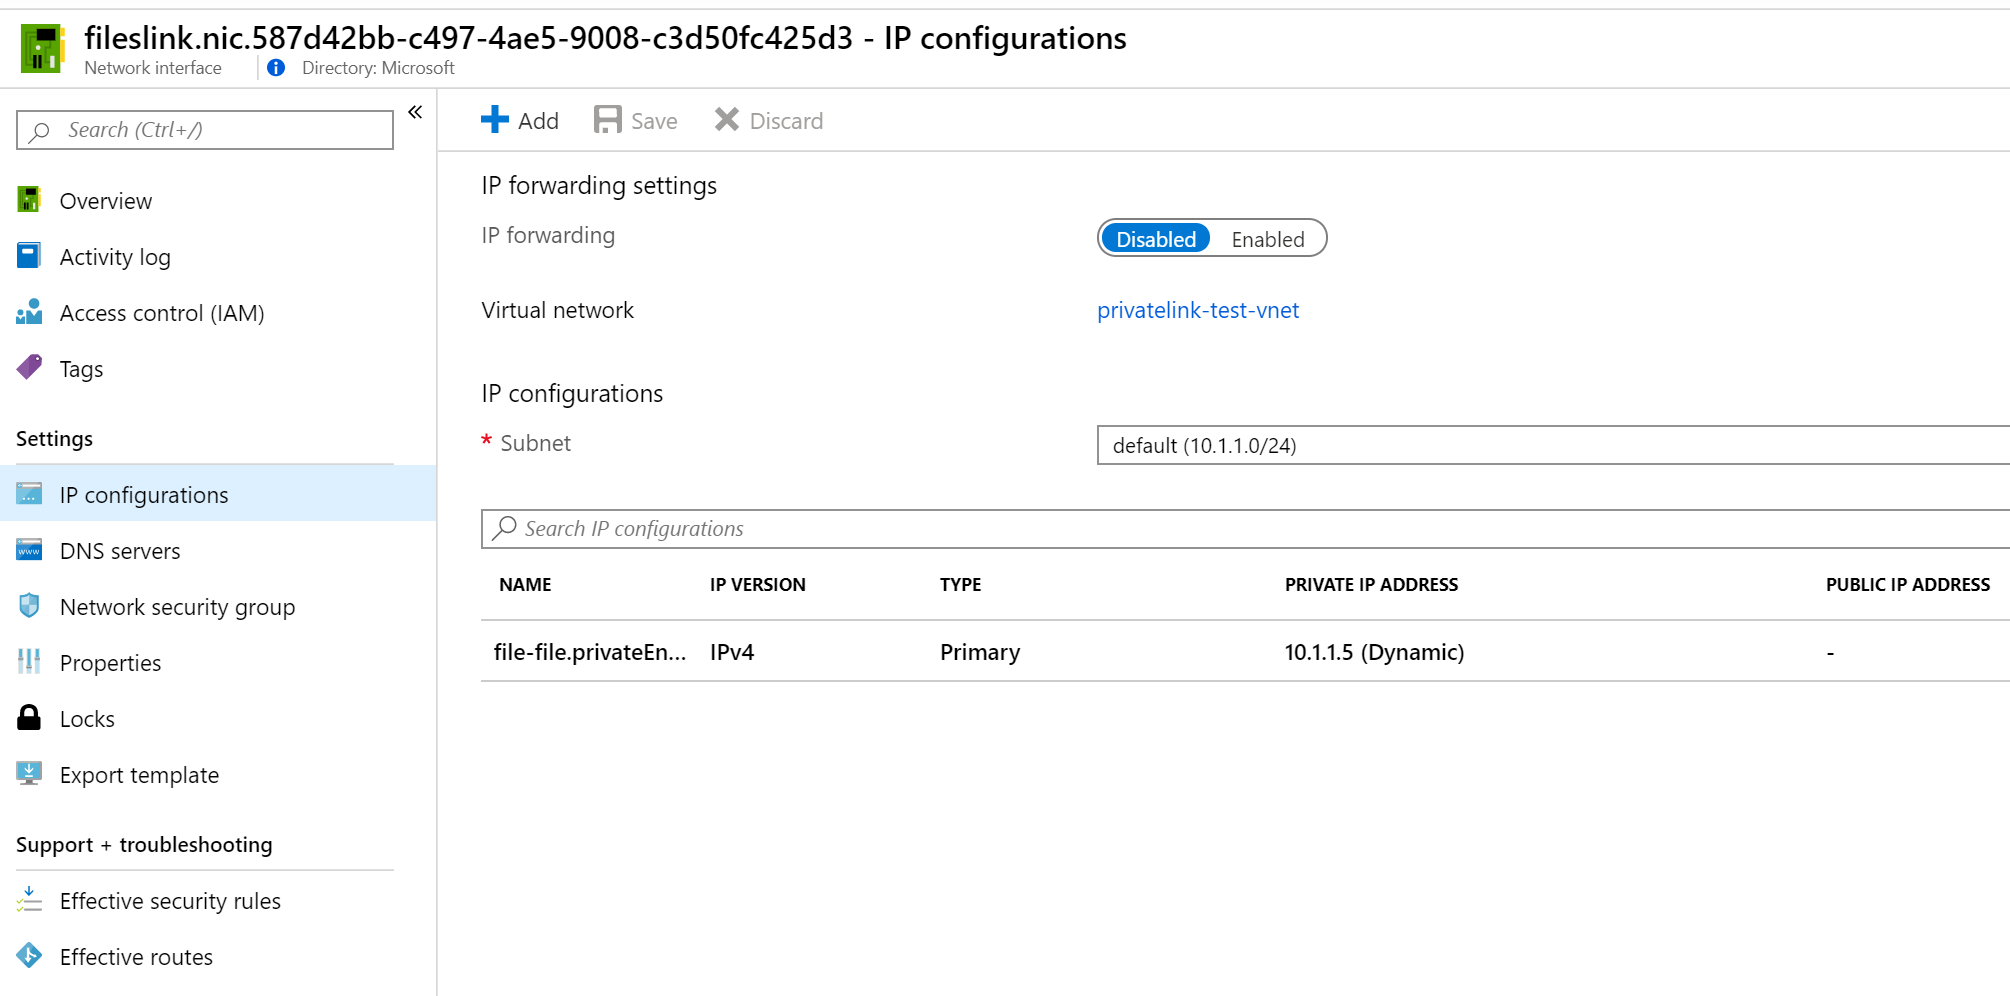 fileslink.nic.587d42bb-c497-4ae5-9008-c3d50fc425d3 - IP configurations
Network interface
Directory: Microsoft
Search (Ctrl+/)
Overview
Activity log
Access control (IAM)
Tags
Settings
IP configurations
DNS servers
Network security group
Properties
Locks
Export template
Support + troubleshooting
Effective security rules
Effective routes
Add Save Discard
IP forwarding settings
IP forwarding Disabled Enabled
Virtual network privatelink-test-vnet
IP configurations
* Subnet default (10.1.1.0/24)
Search IP configurations
NAME IP VERSION TYPE PRIVATE IP ADDRESS PUBLIC IP ADDRESS
file-file.privateEn... IPv4 Primary 10.1.1.5 (Dynamic) -